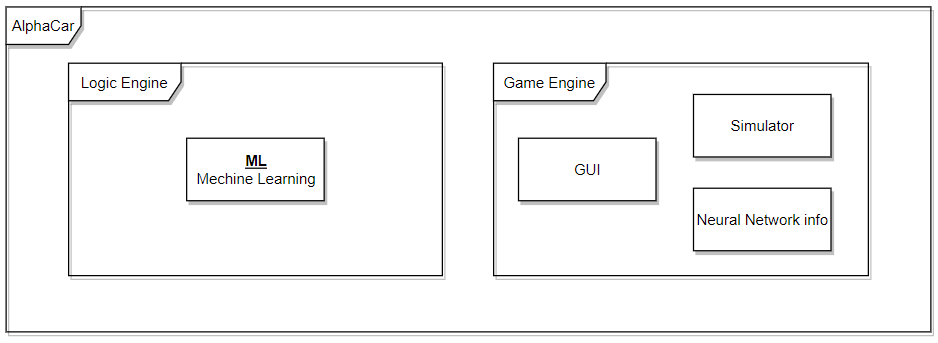 AlphaCar
Logic Engine
ML
Mechine Learning
Game Engine
GUI
Simulator
Neural Network info